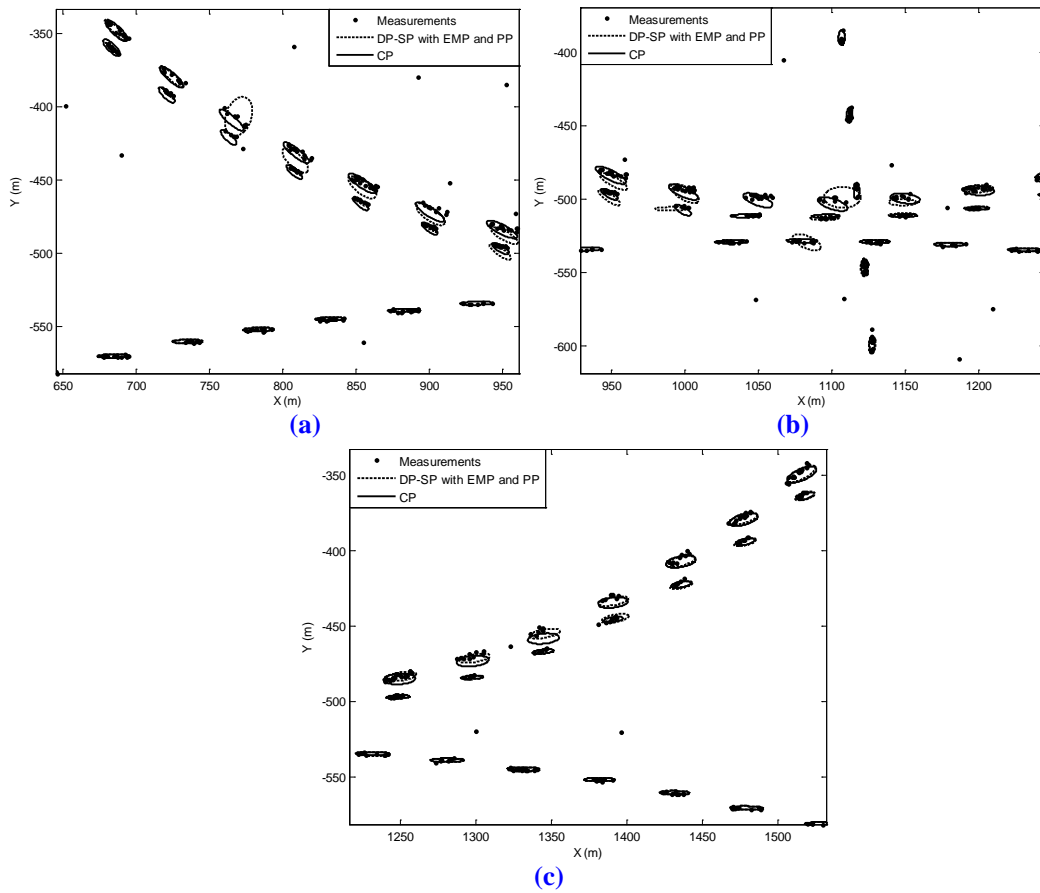 Measurements
DP-SP with EMP and PP
CP
-350
-400
-450
-500
-550
Y (m)
650 700 750 800 850 900 950
X (m)
(a)
Measurements
DP-SP with EMP and PP
CP
-400
-450
-500
-550
-600
Y (m)
950 1000 1050 1100 1150 1200
X (m)
(b)
Measurements
DP-SP with EMP and PP
CP
-350
-400
-450
-500
-550
Y (m)
1250 1300 1350 1400 1450 1500
X (m)
(c)